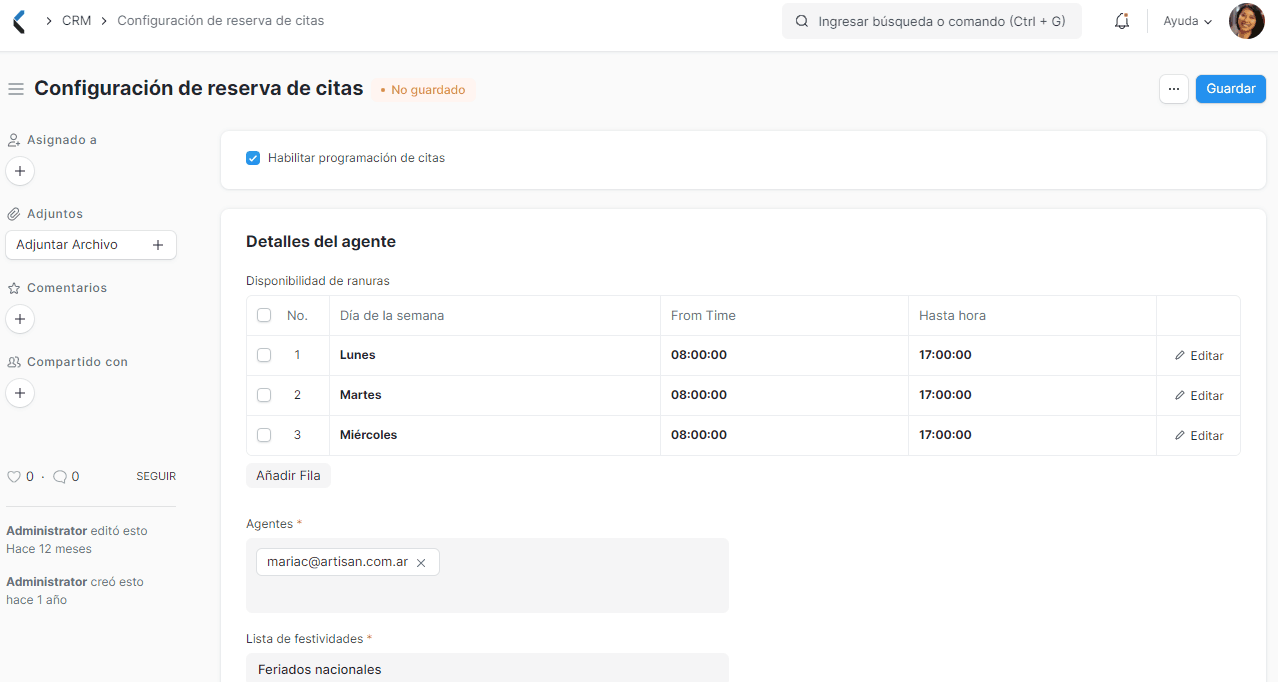 CRM Configuración de reserva de citas
Ingresar búsqueda o comando (Ctrl + G)
Ayuda
Configuración de reserva de citas
• No guardado
...
Guardar
Asignado a
+
Adjuntos
Adjuntar Archivo +
Comentarios
+
Compartido con
+
0 · 0 SEGUIR
Administrator editó esto
Hace 12 meses
Administrator creó esto
hace 1 año
Habilitar programación de citas
Detalles del agente
Disponibilidad de ranuras
No. Día de la semana From Time Hasta hora
1 Lunes 08:00:00 17:00:00 Editar
2 Martes 08:00:00 17:00:00 Editar
3 Miércoles 08:00:00 17:00:00 Editar
Añadir Fila
Agentes *
mariac@artisan.com.ar
Lista de festividades *
Feriados nacionales